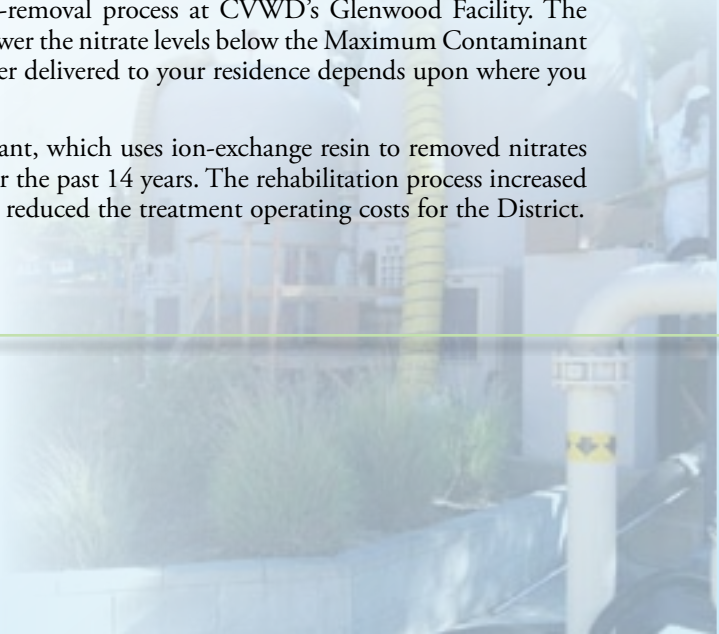 -removal process at CVWD's Glenwood Facility. The
wer the nitrate levels below the Maximum Contaminant
er delivered to your residence depends upon where you
ant, which uses ion-exchange resin to removed nitrates
r the past 14 years. The rehabilitation process increased
reduced the treatment operating costs for the District.